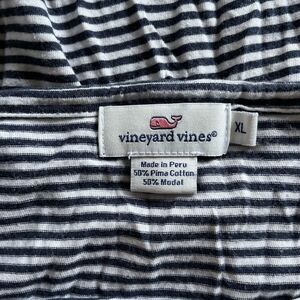 vineyard vines®
XL
Made in Peru
50% Pima Cotton
50% Modal